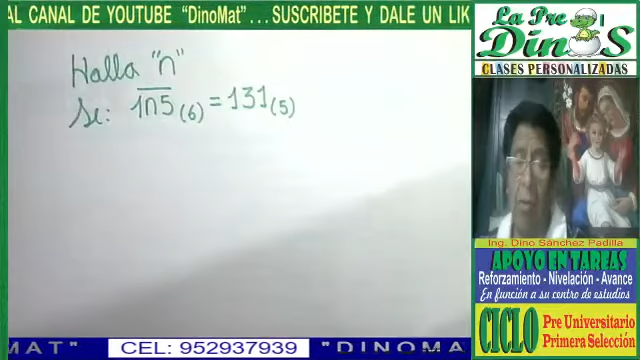 AL CANAL DE YOUTUBE "DinoMat"...SUSCRIBETE Y DALE UN LIK
La Pre
DinoS
CLASES PERSONALIZADAS
Halla "n"
Si: 1n5(6) = 131(5)
Ing. Dino Sánchez Padilla
APOYO EN TAREAS
Reforzamiento - Nivelación - Avance
En función a su centro de estudios
CICLO Pre Universitario
Primera Selección
MAT" CEL: 952937939 "DINOMA